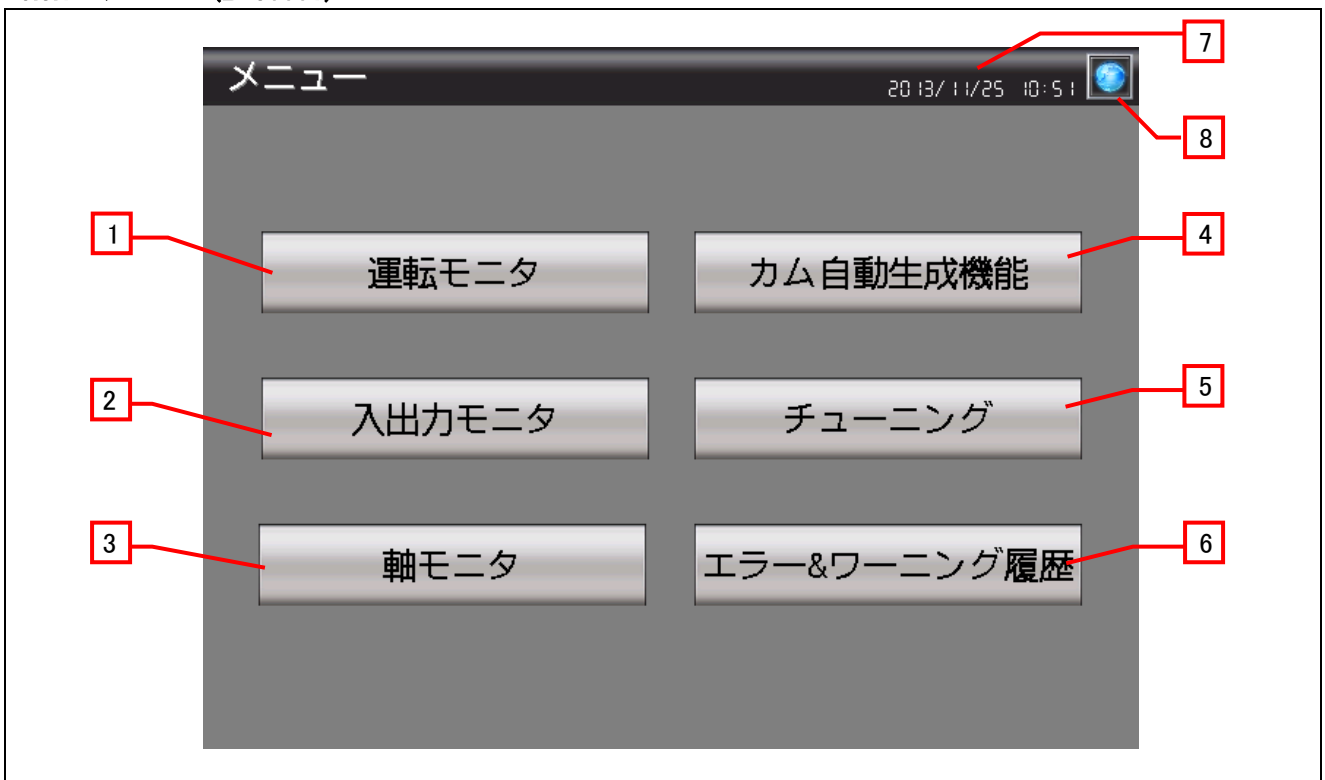 メニュー
2013/11/25 10:51
7
8
1
運転モニタ
カム自動生成機能
4
2
入出力モニタ
チューニング
5
3
軸モニタ
エラー&ワーニング履歴
6